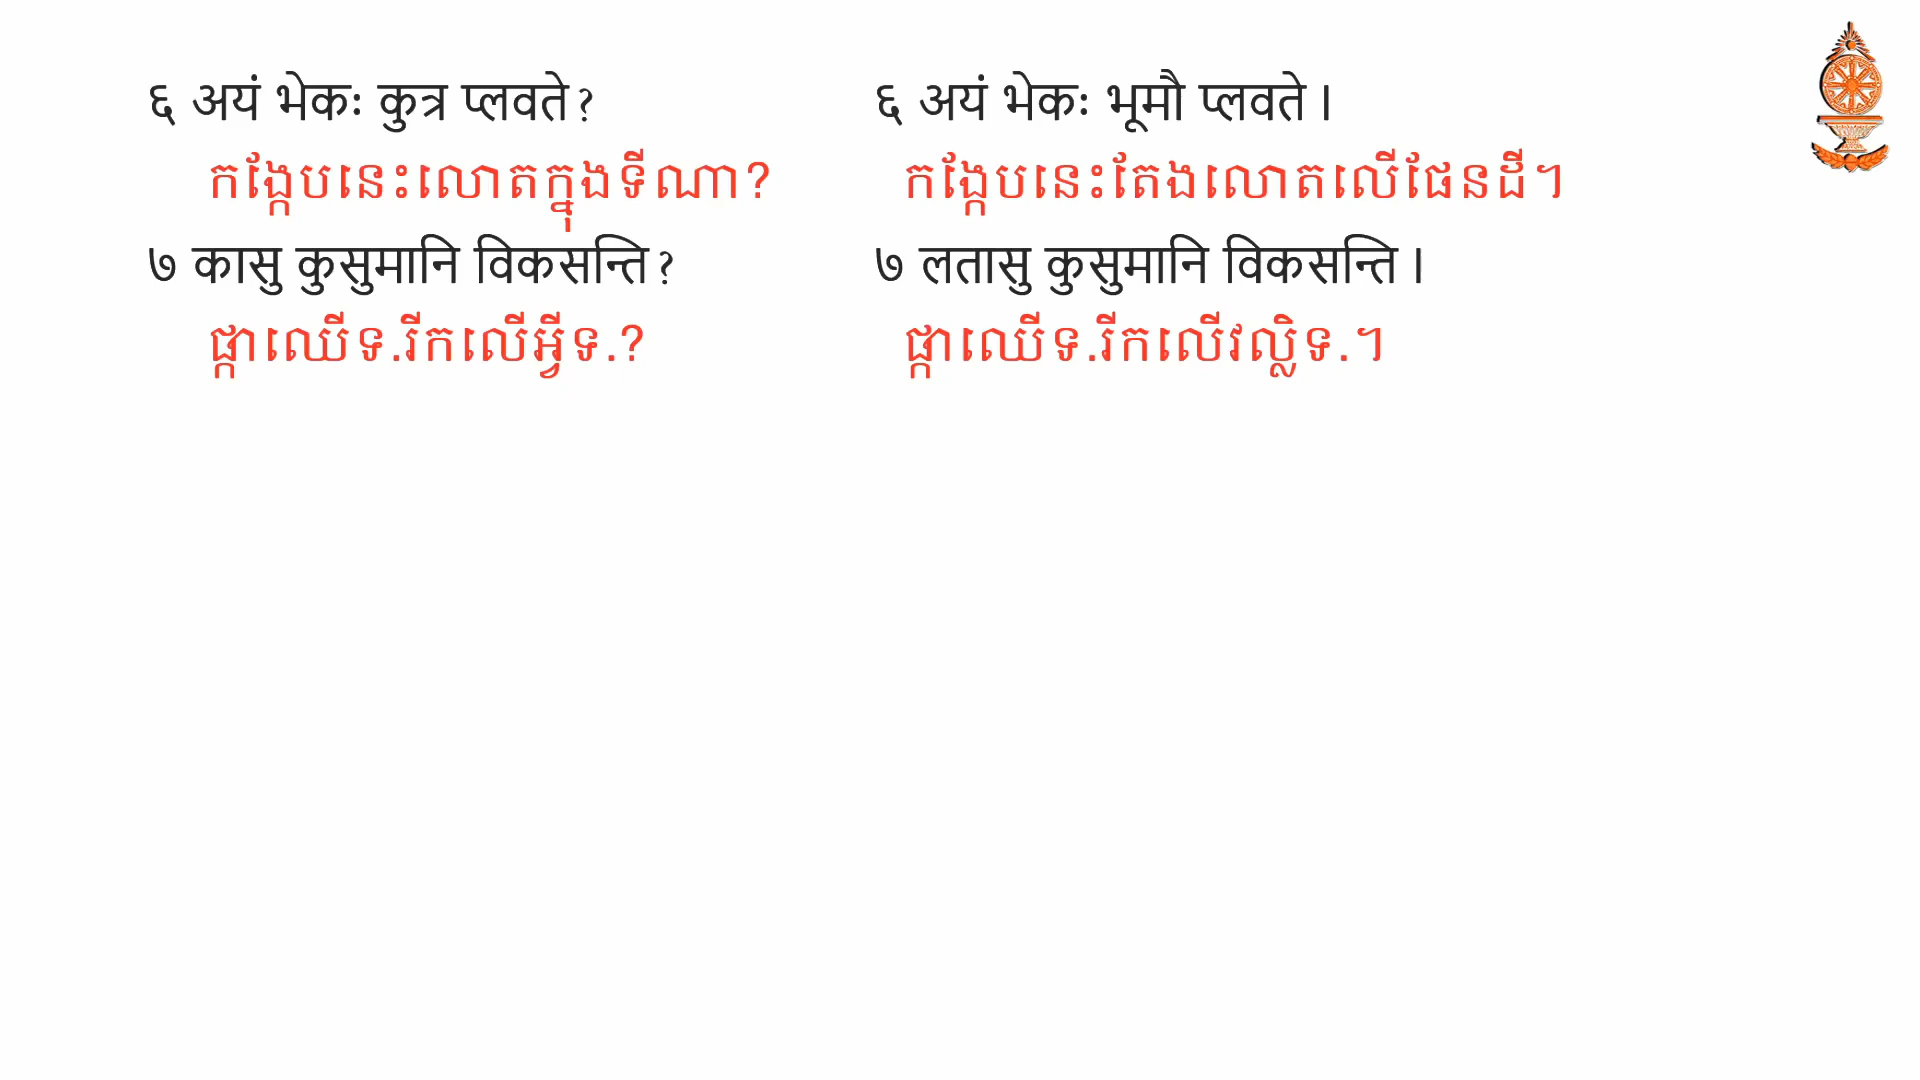 ६ अयं भेकः कुत्र प्लवते?
កង្កែបនេះលោតក្នុងទីណា?
७ कासु कुसुमानि विकसन्ति?
ផ្កាឈើទ.រីកលើអ្វីទ.?
६ अयं भेकः भूमौ प्लवते।
កង្កែបនេះតែងលោតលើផែនដី។
७ लतासु कुसुमानि विकसन्ति।
ផ្កាឈើទ.រីកលើវល្លិទ.។